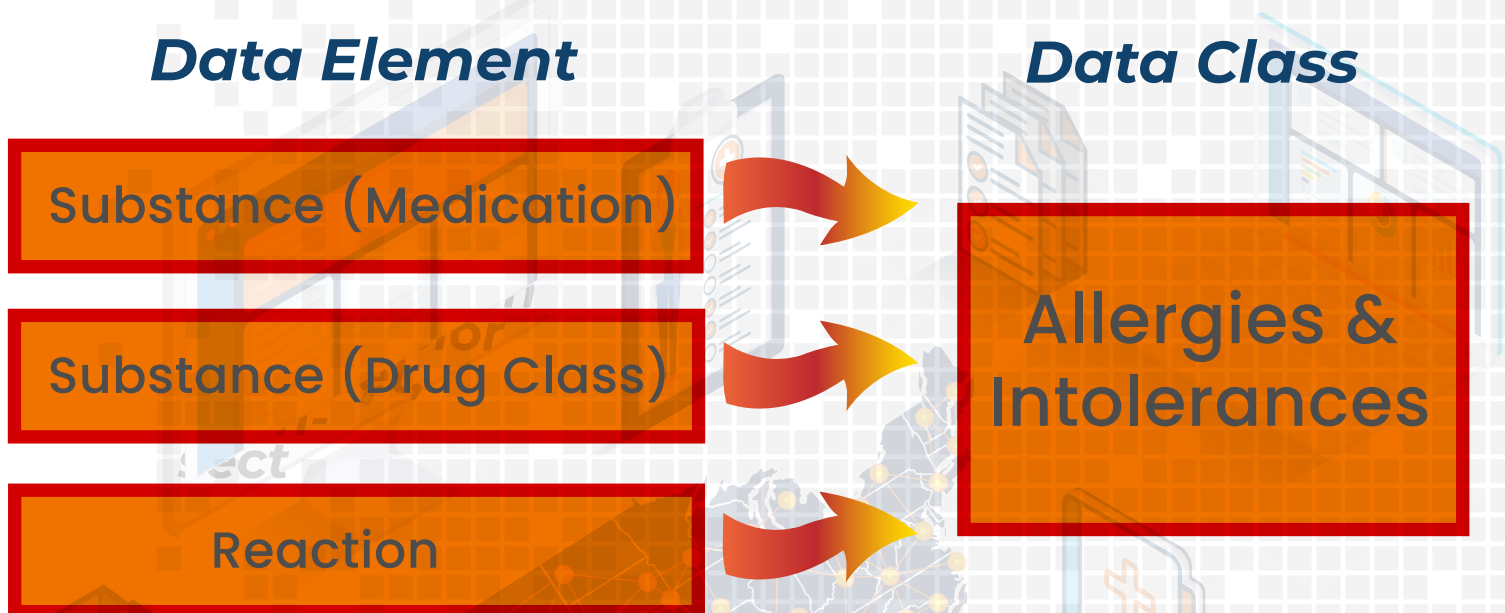 Data Element
Data Class
Substance (Medication)
Substance (Drug Class)
Reaction
Allergies &
Intolerances